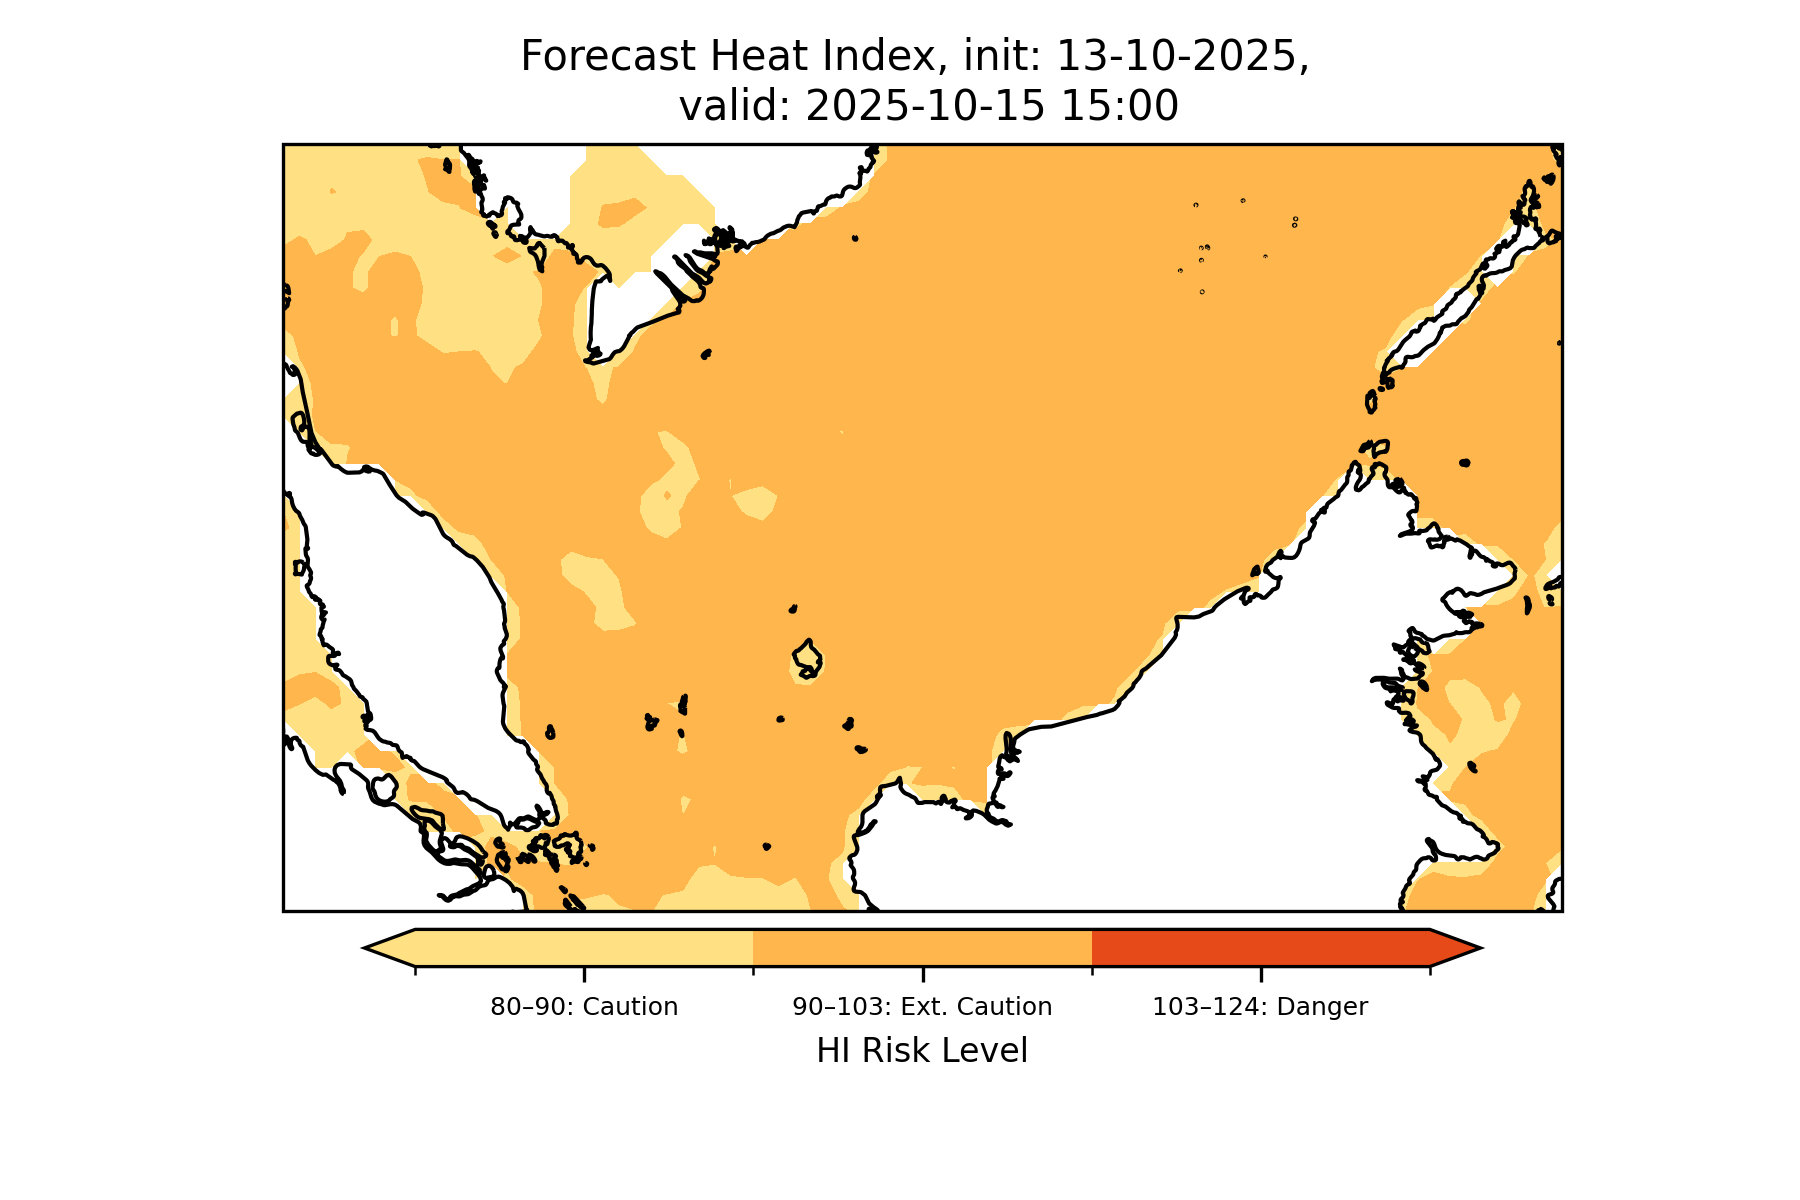 Forecast Heat Index, init: 13-10-2025,
valid: 2025-10-15 15:00
80–90: Caution
90–103: Ext. Caution
103–124: Danger
HI Risk Level